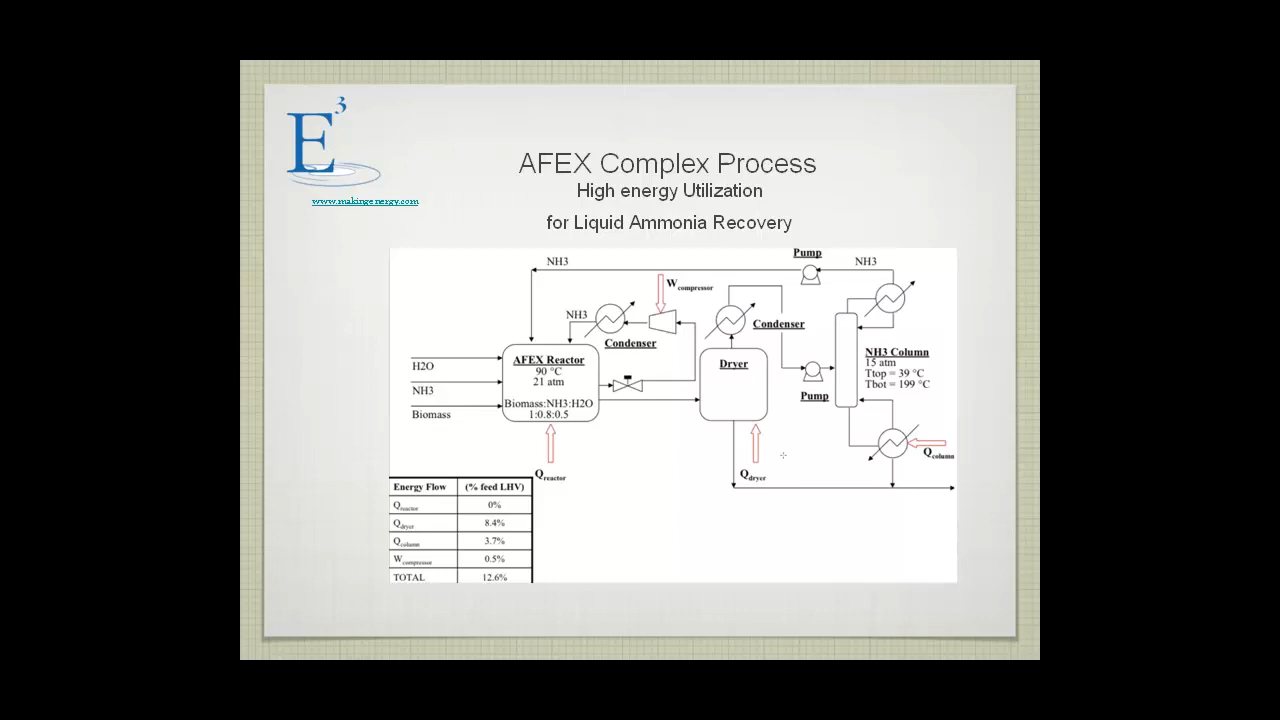 E3
www.makingenergy.com
AFEX Complex Process
High energy Utilization
for Liquid Ammonia Recovery
Pump
NH3
NH3
Wcompressor
NH3
Condenser
Condenser
AFEX Reactor
90 °C
21 atm
Biomass:NH3:H2O
1:0.8:0.5
H2O
NH3
Biomass
Dryer
Pump
NH3 Column
15 atm
Ttop = 39 °C
Tbot = 199 °C
Qreactor
Qdryer
Qcolumn
Energy Flow (% feed LHV)
Qreactor 0%
Qdryer 8.4%
Qcolumn 3.7%
Wcompressor 0.5%
TOTAL 12.6%